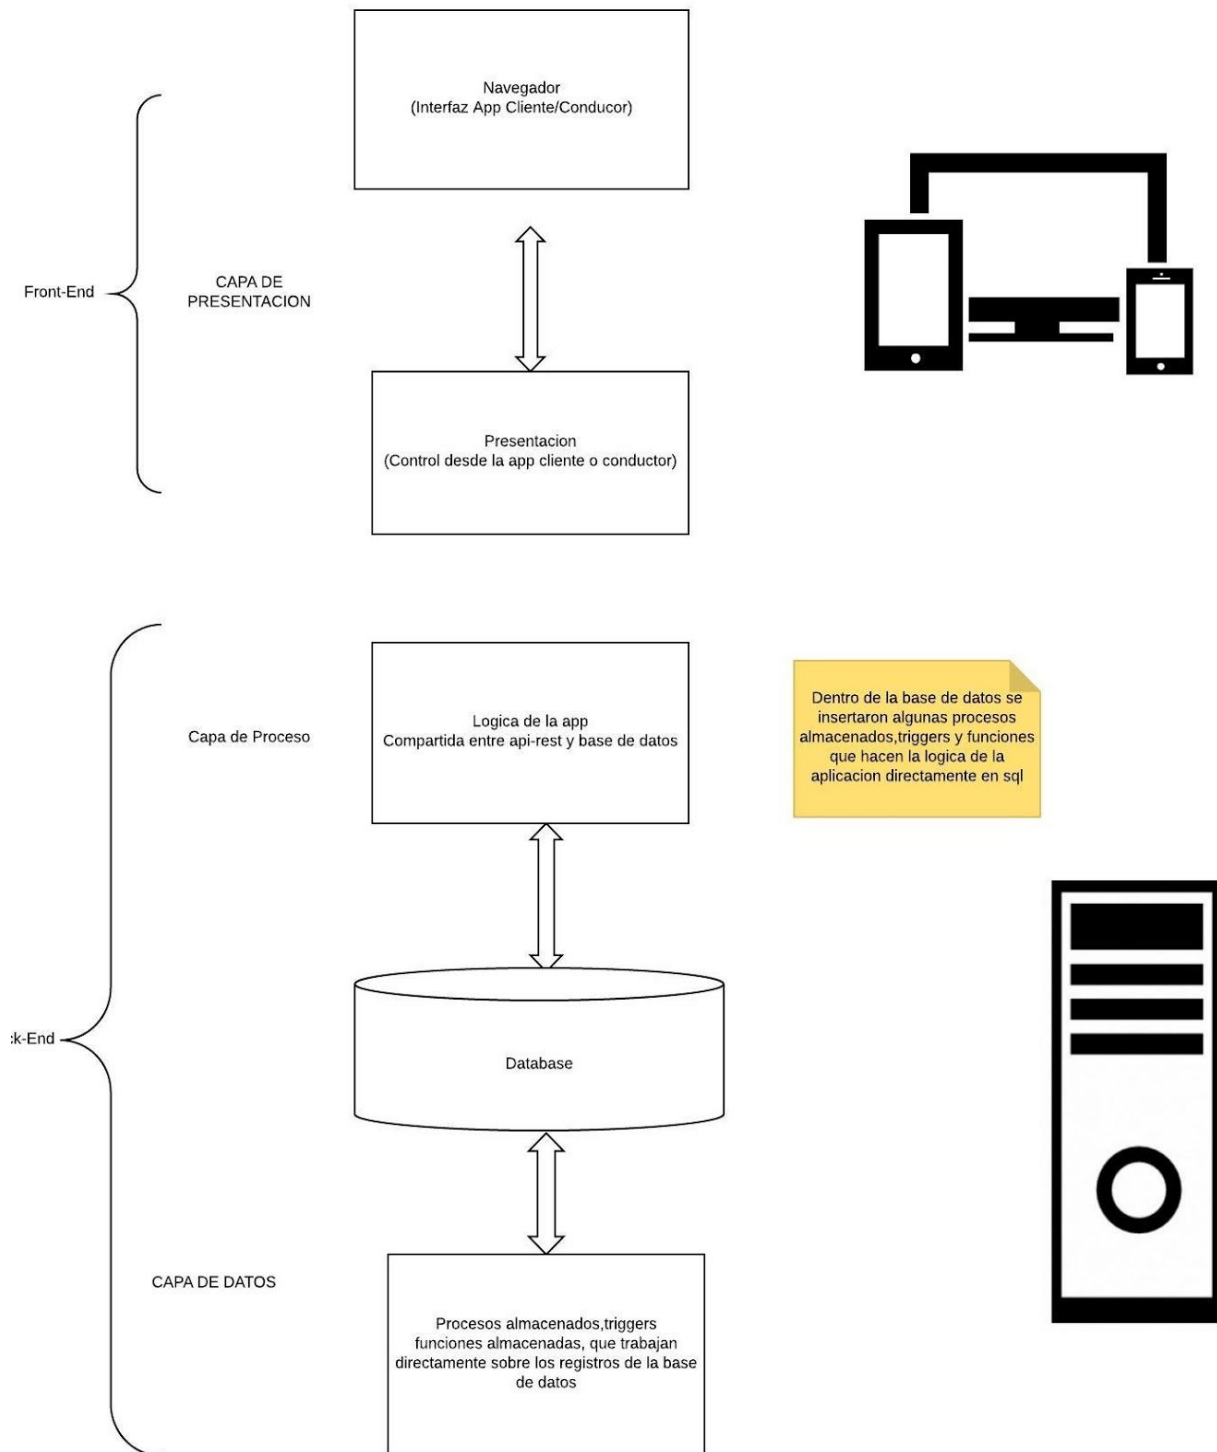 Navegador
(Interfaz App Cliente/Conducor)
Front-End
CAPA DE
PRESENTACION
Presentacion
(Control desde la app cliente o conductor)
Capa de Proceso
Logica de la app
Compartida entre api-rest y base de datos
Dentro de la base de datos se
insertaron algunas procesos
almacenados,triggers y funciones
que hacen la logica de la
aplicacion directamente en sql
k-End
Database
CAPA DE DATOS
Procesos almacenados,triggers
funciones almacenadas, que trabajan
directamente sobre los registros de la base
de datos